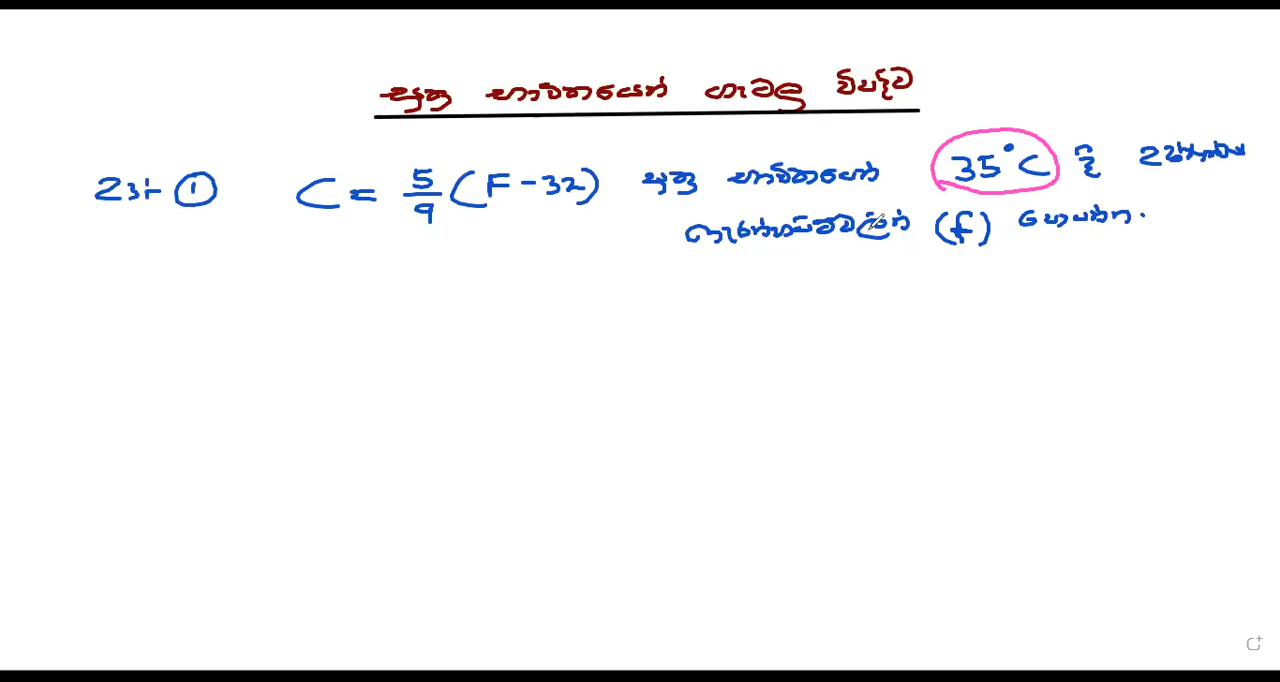 සූත්‍ර භාවිතයෙන් ගැටලු විසඳීම
උදා- ① C = 5/9 (F - 32) සූත්‍ර භාවිතයෙන් 35°C දී උෂ්ණත්වය
ෆැරන්හයිට්වලින් (f) සොයන්න.